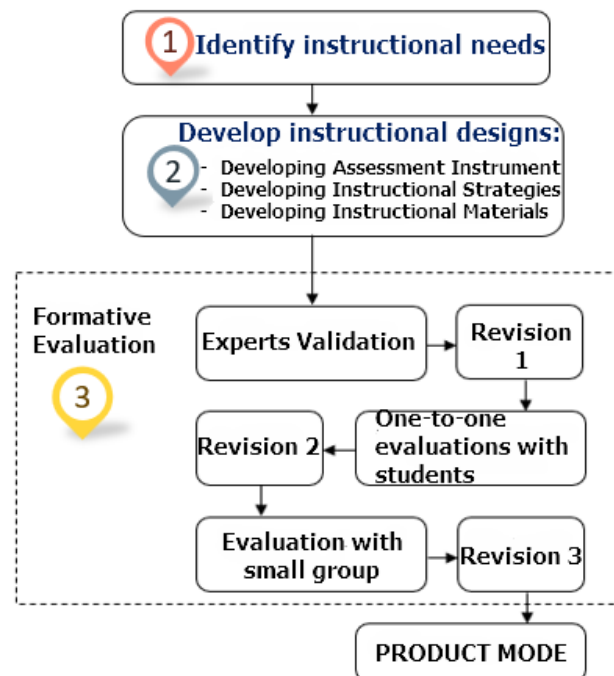 1
Identify instructional needs
Develop instructional designs:
2
- Developing Assessment Instrument
- Developing Instructional Strategies
- Developing Instructional Materials
Formative
Evaluation
3
Experts Validation
Revision
1
One-to-one
evaluations with
students
Revision 2
Evaluation with
small group
Revision 3
PRODUCT MODE